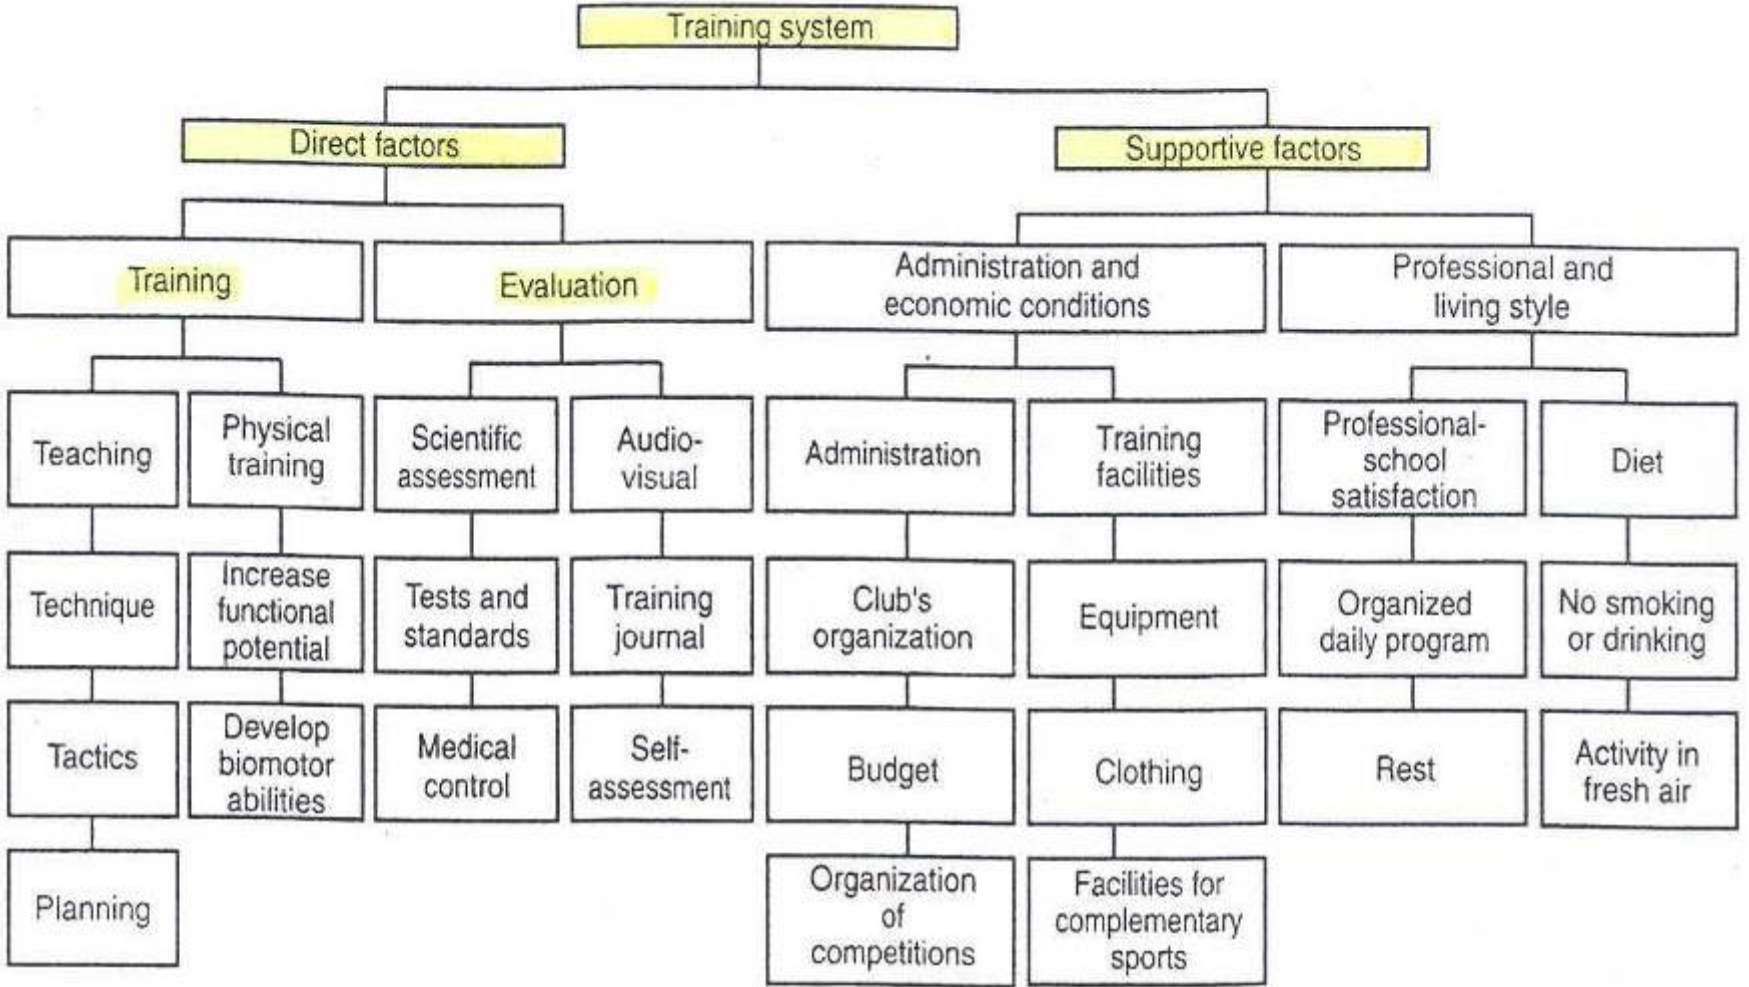 Training system
Direct factors
Supportive factors
Training
Evaluation
Administration and
economic conditions
Professional and
living style
Teaching
Physical
training
Scientific
assessment
Audio-
visual
Administration
Training
facilities
Professional-
school
satisfaction
Diet
Technique
Increase
functional
potential
Tests and
standards
Training
journal
Club's
organization
Equipment
Organized
daily program
No smoking
or drinking
Tactics
Develop
biomotor
abilities
Medical
control
Self-
assessment
Budget
Clothing
Rest
Activity in
fresh air
Planning
Organization
of
competitions
Facilities for
complementary
sports